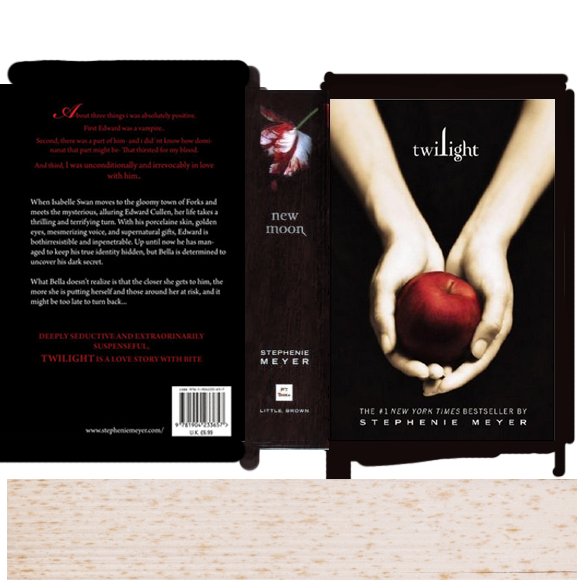 About three things i was absolutely positive.
First Edward was a vampire..
Second, there was a part of him- and i did'nt know how domi-
nanat that part might be- That thirsted for my blood.
And third, I was unconditionally and irrevocably in love
with him..
When Isabelle Swan moves to the gloomy town of Forks and
meets the mysterious, alluring Edward Cullen, her life takes a
thrilling and terrifying turn. With his porcelaine skin, golden
eyes, mesmerizing voice, and supernatural gifts, Edward is
bothirresistible and inpenetrable. Up until now he has man-
aged to keep his true identity hidden, but Bella is determined to
uncover his dark secret.
What Bella doesn't realize is that the closer she gets to him, the
more she is putting herself and those around her at risk, and it
might be too late to turn back...
DEEPLY SEDUCTIVE AND EXTRAORINARILY
SUSPENSEFUL,
TWILIGHT IS A LOVE STORY WITH BITE
www.stepheniemeyer.com/
9 781904 233657
U.K. £6.99
new
moon
STEPHENIE
MEYER
LITTLE, BROWN
twilight
THE #1 NEW YORK TIMES BESTSELLER BY
STEPHENIE MEYER